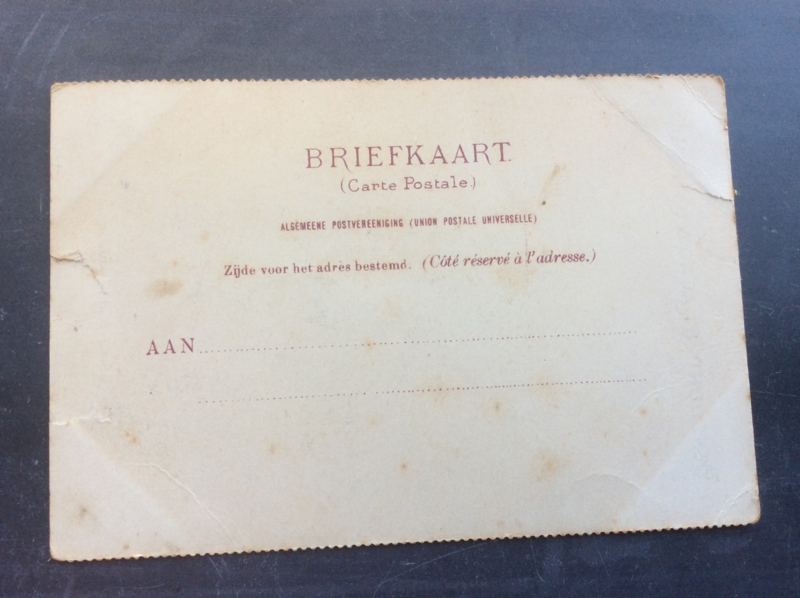 BRIEFKAART.
(Carte Postale.)
ALGEMEENE POSTVEREENIGING (UNION POSTALE UNIVERSELLE)
Zijde voor het adres bestemd. (Côté réservé à l'adresse.)
AAN